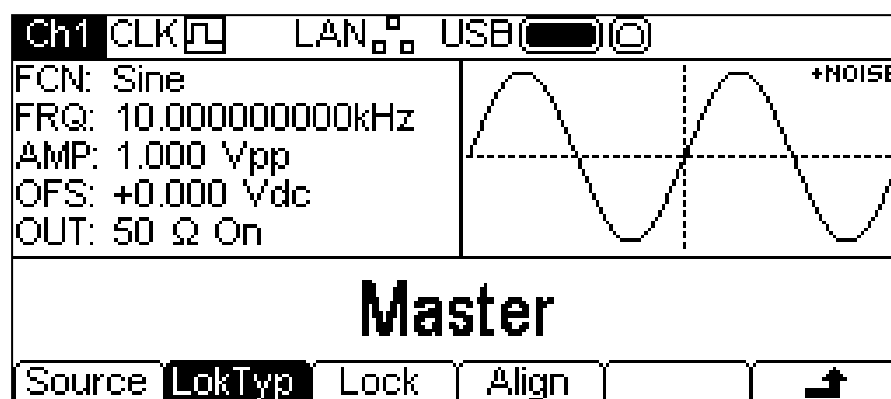 Ch1 CLK LAN USB
FCN: Sine
FRQ: 10.000000000kHz
AMP: 1.000 Vpp
OFS: +0.000 Vdc
OUT: 50 Ω On
+NOISE
Master
Source LokTyp Lock Align